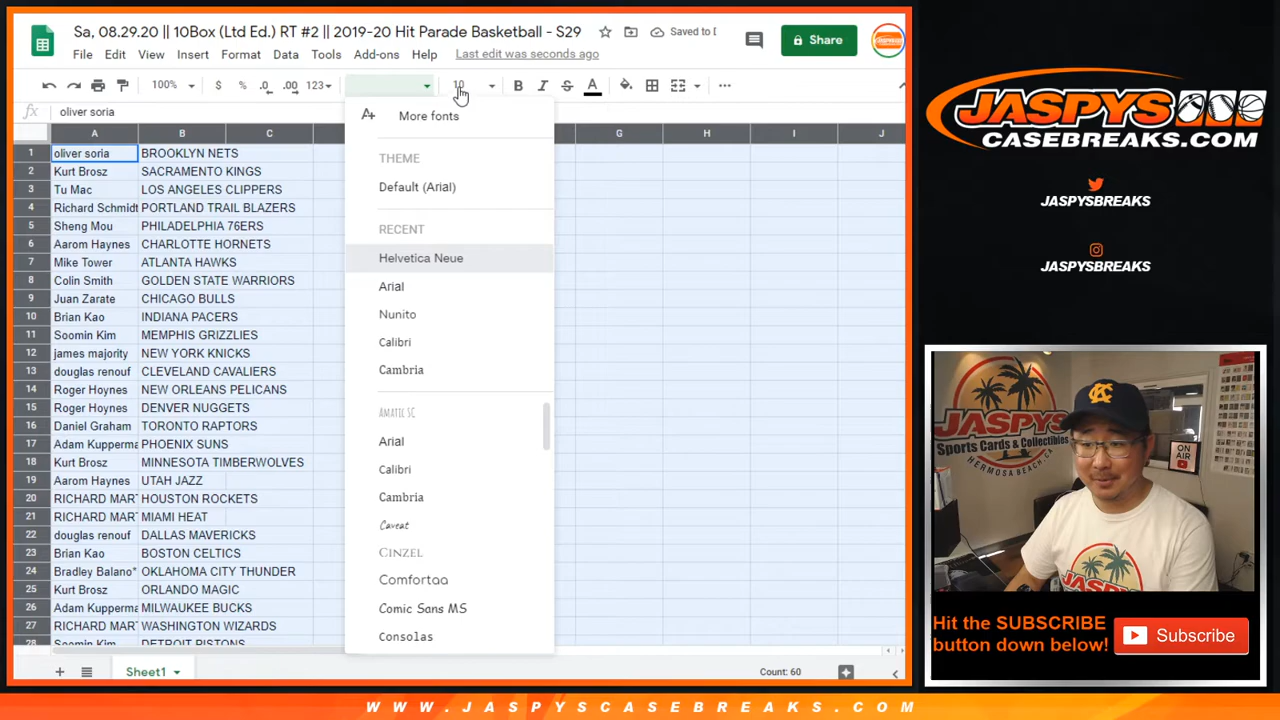 Sa, 08.29.20 || 10Box (Ltd Ed.) RT #2 || 2019-20 Hit Parade Basketball - S29
Saved to D
Share
File Edit View Insert Format Data Tools Add-ons Help Last edit was seconds ago
100% $ % .0 .00 123 10 B I S A
fx oliver soria
More fonts
THEME
Default (Arial)
RECENT
Helvetica Neue
Arial
Nunito
Calibri
Cambria
AMATIC SC
Arial
Calibri
Cambria
Caveat
CINZEL
Comfortaa
Comic Sans MS
Consolas
A B C G H I J
1 oliver soria BROOKLYN NETS
2 Kurt Brosz SACRAMENTO KINGS
3 Tu Mac LOS ANGELES CLIPPERS
4 Richard Schmidt PORTLAND TRAIL BLAZERS
5 Sheng Mou PHILADELPHIA 76ERS
6 Aarom Haynes CHARLOTTE HORNETS
7 Mike Tower ATLANTA HAWKS
8 Colin Smith GOLDEN STATE WARRIORS
9 Juan Zarate CHICAGO BULLS
10 Brian Kao INDIANA PACERS
11 Soomin Kim MEMPHIS GRIZZLIES
12 james majority NEW YORK KNICKS
13 douglas renouf CLEVELAND CAVALIERS
14 Roger Hoynes NEW ORLEANS PELICANS
15 Roger Hoynes DENVER NUGGETS
16 Daniel Graham TORONTO RAPTORS
17 Adam Kupperma PHOENIX SUNS
18 Kurt Brosz MINNESOTA TIMBERWOLVES
19 Aarom Haynes UTAH JAZZ
20 RICHARD MAR HOUSTON ROCKETS
21 RICHARD MAR MIAMI HEAT
22 douglas renouf DALLAS MAVERICKS
23 Brian Kao BOSTON CELTICS
24 Bradley Balano* OKLAHOMA CITY THUNDER
25 Kurt Brosz ORLANDO MAGIC
26 Adam Kupperma MILWAUKEE BUCKS
27 RICHARD MAR WASHINGTON WIZARDS
28 Soomin Kim DETROIT PISTONS
Sheet1
Count: 60
JASPYS
CASEBREAKS.COM
JASPYSBREAKS
JASPYSBREAKS
JASPYS
Sports Cards & Collectibles
HERMOSA BEACH CA
KC
ON
AIR
JASPYS
Hit the SUBSCRIBE
button down below!
Subscribe
WWW.JASPYSCASEBREAKS.COM